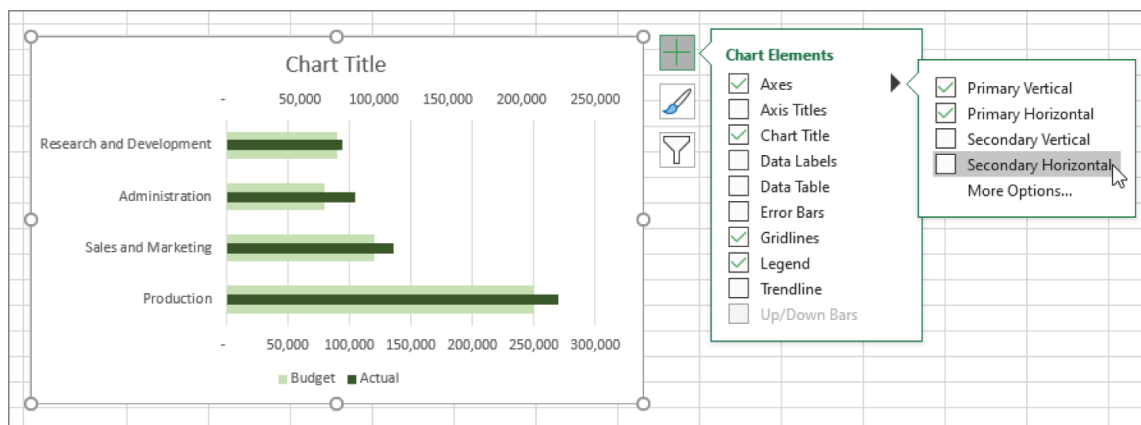 Chart Title
- 50,000 100,000 150,000 200,000 250,000
Research and Development
Administration
Sales and Marketing
Production
- 50,000 100,000 150,000 200,000 250,000 300,000
Budget Actual
Chart Elements
Axes
Axis Titles
Chart Title
Data Labels
Data Table
Error Bars
Gridlines
Legend
Trendline
Up/Down Bars
Primary Vertical
Primary Horizontal
Secondary Vertical
Secondary Horizontal
More Options...